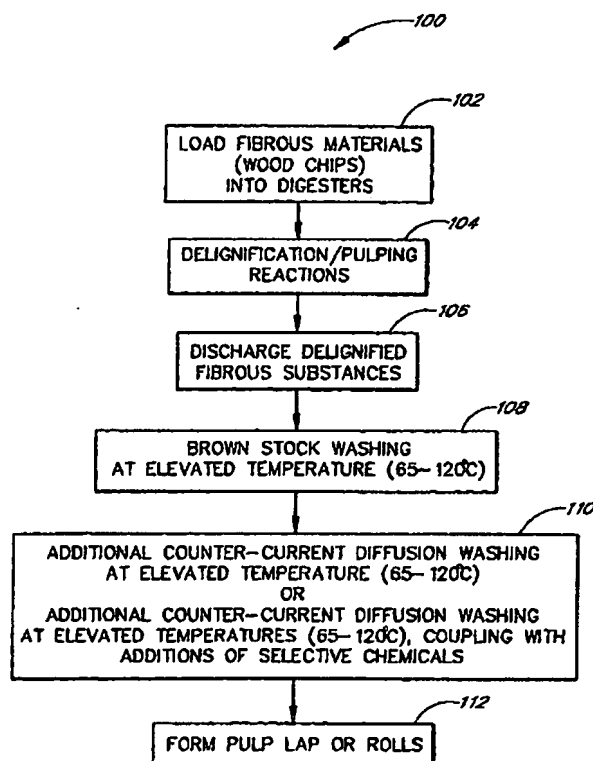 100
102
LOAD FIBROUS MATERIALS
(WOOD CHIPS)
INTO DIGESTERS
104
DELIGNIFICATION/PULPING
REACTIONS
106
DISCHARGE DELIGNIFIED
FIBROUS SUBSTANCES
108
BROWN STOCK WASHING
AT ELEVATED TEMPERATURE (65-120°C)
110
ADDITIONAL COUNTER-CURRENT DIFFUSION WASHING
AT ELEVATED TEMPERATURE (65-120°C)
OR
ADDITIONAL COUNTER-CURRENT DIFFUSION WASHING
AT ELEVATED TEMPERATURES (65-120°C), COUPLING WITH
ADDITIONS OF SELECTIVE CHEMICALS
112
FORM PULP LAP OR ROLLS